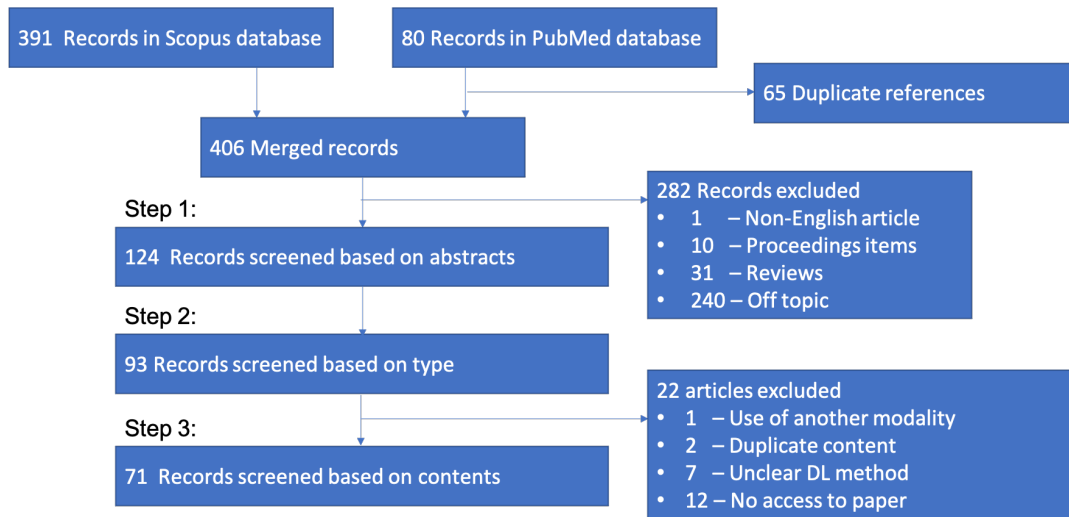 391 Records in Scopus database
80 Records in PubMed database
65 Duplicate references
406 Merged records
282 Records excluded
• 1 – Non-English article
• 10 – Proceedings items
• 31 – Reviews
• 240 – Off topic
Step 1:
124 Records screened based on abstracts
Step 2:
93 Records screened based on type
22 articles excluded
• 1 – Use of another modality
• 2 – Duplicate content
• 7 – Unclear DL method
• 12 – No access to paper
Step 3:
71 Records screened based on contents